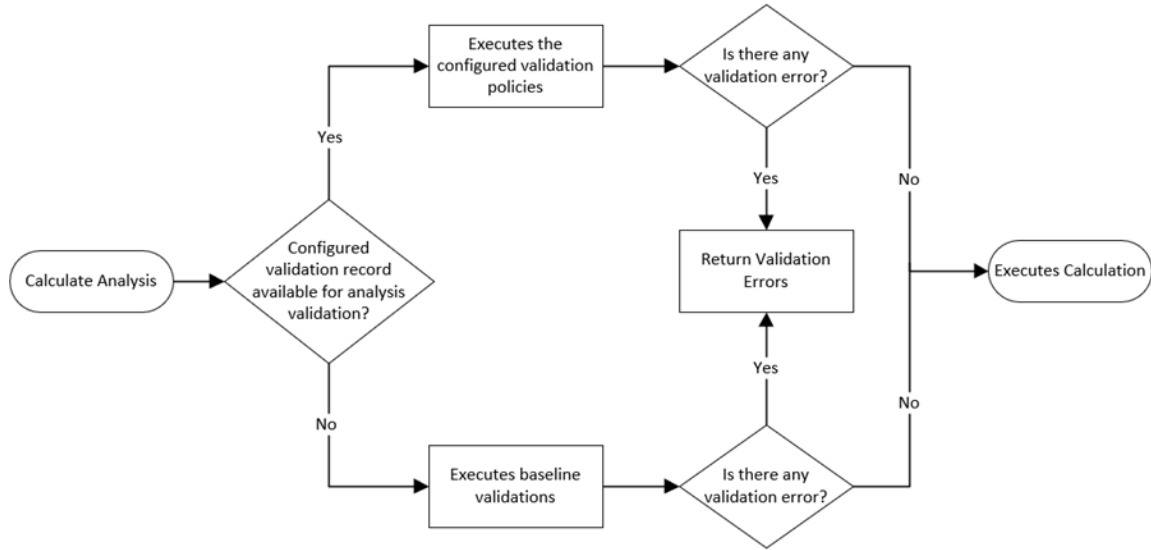 Executes the
configured validation
policies
Is there any
validation error?
Yes
Yes
No
Calculate Analysis
Configured
validation record
available for analysis
validation?
Return Validation
Errors
Executes Calculation
No
Yes
No
Executes baseline
validations
Is there any
validation error?